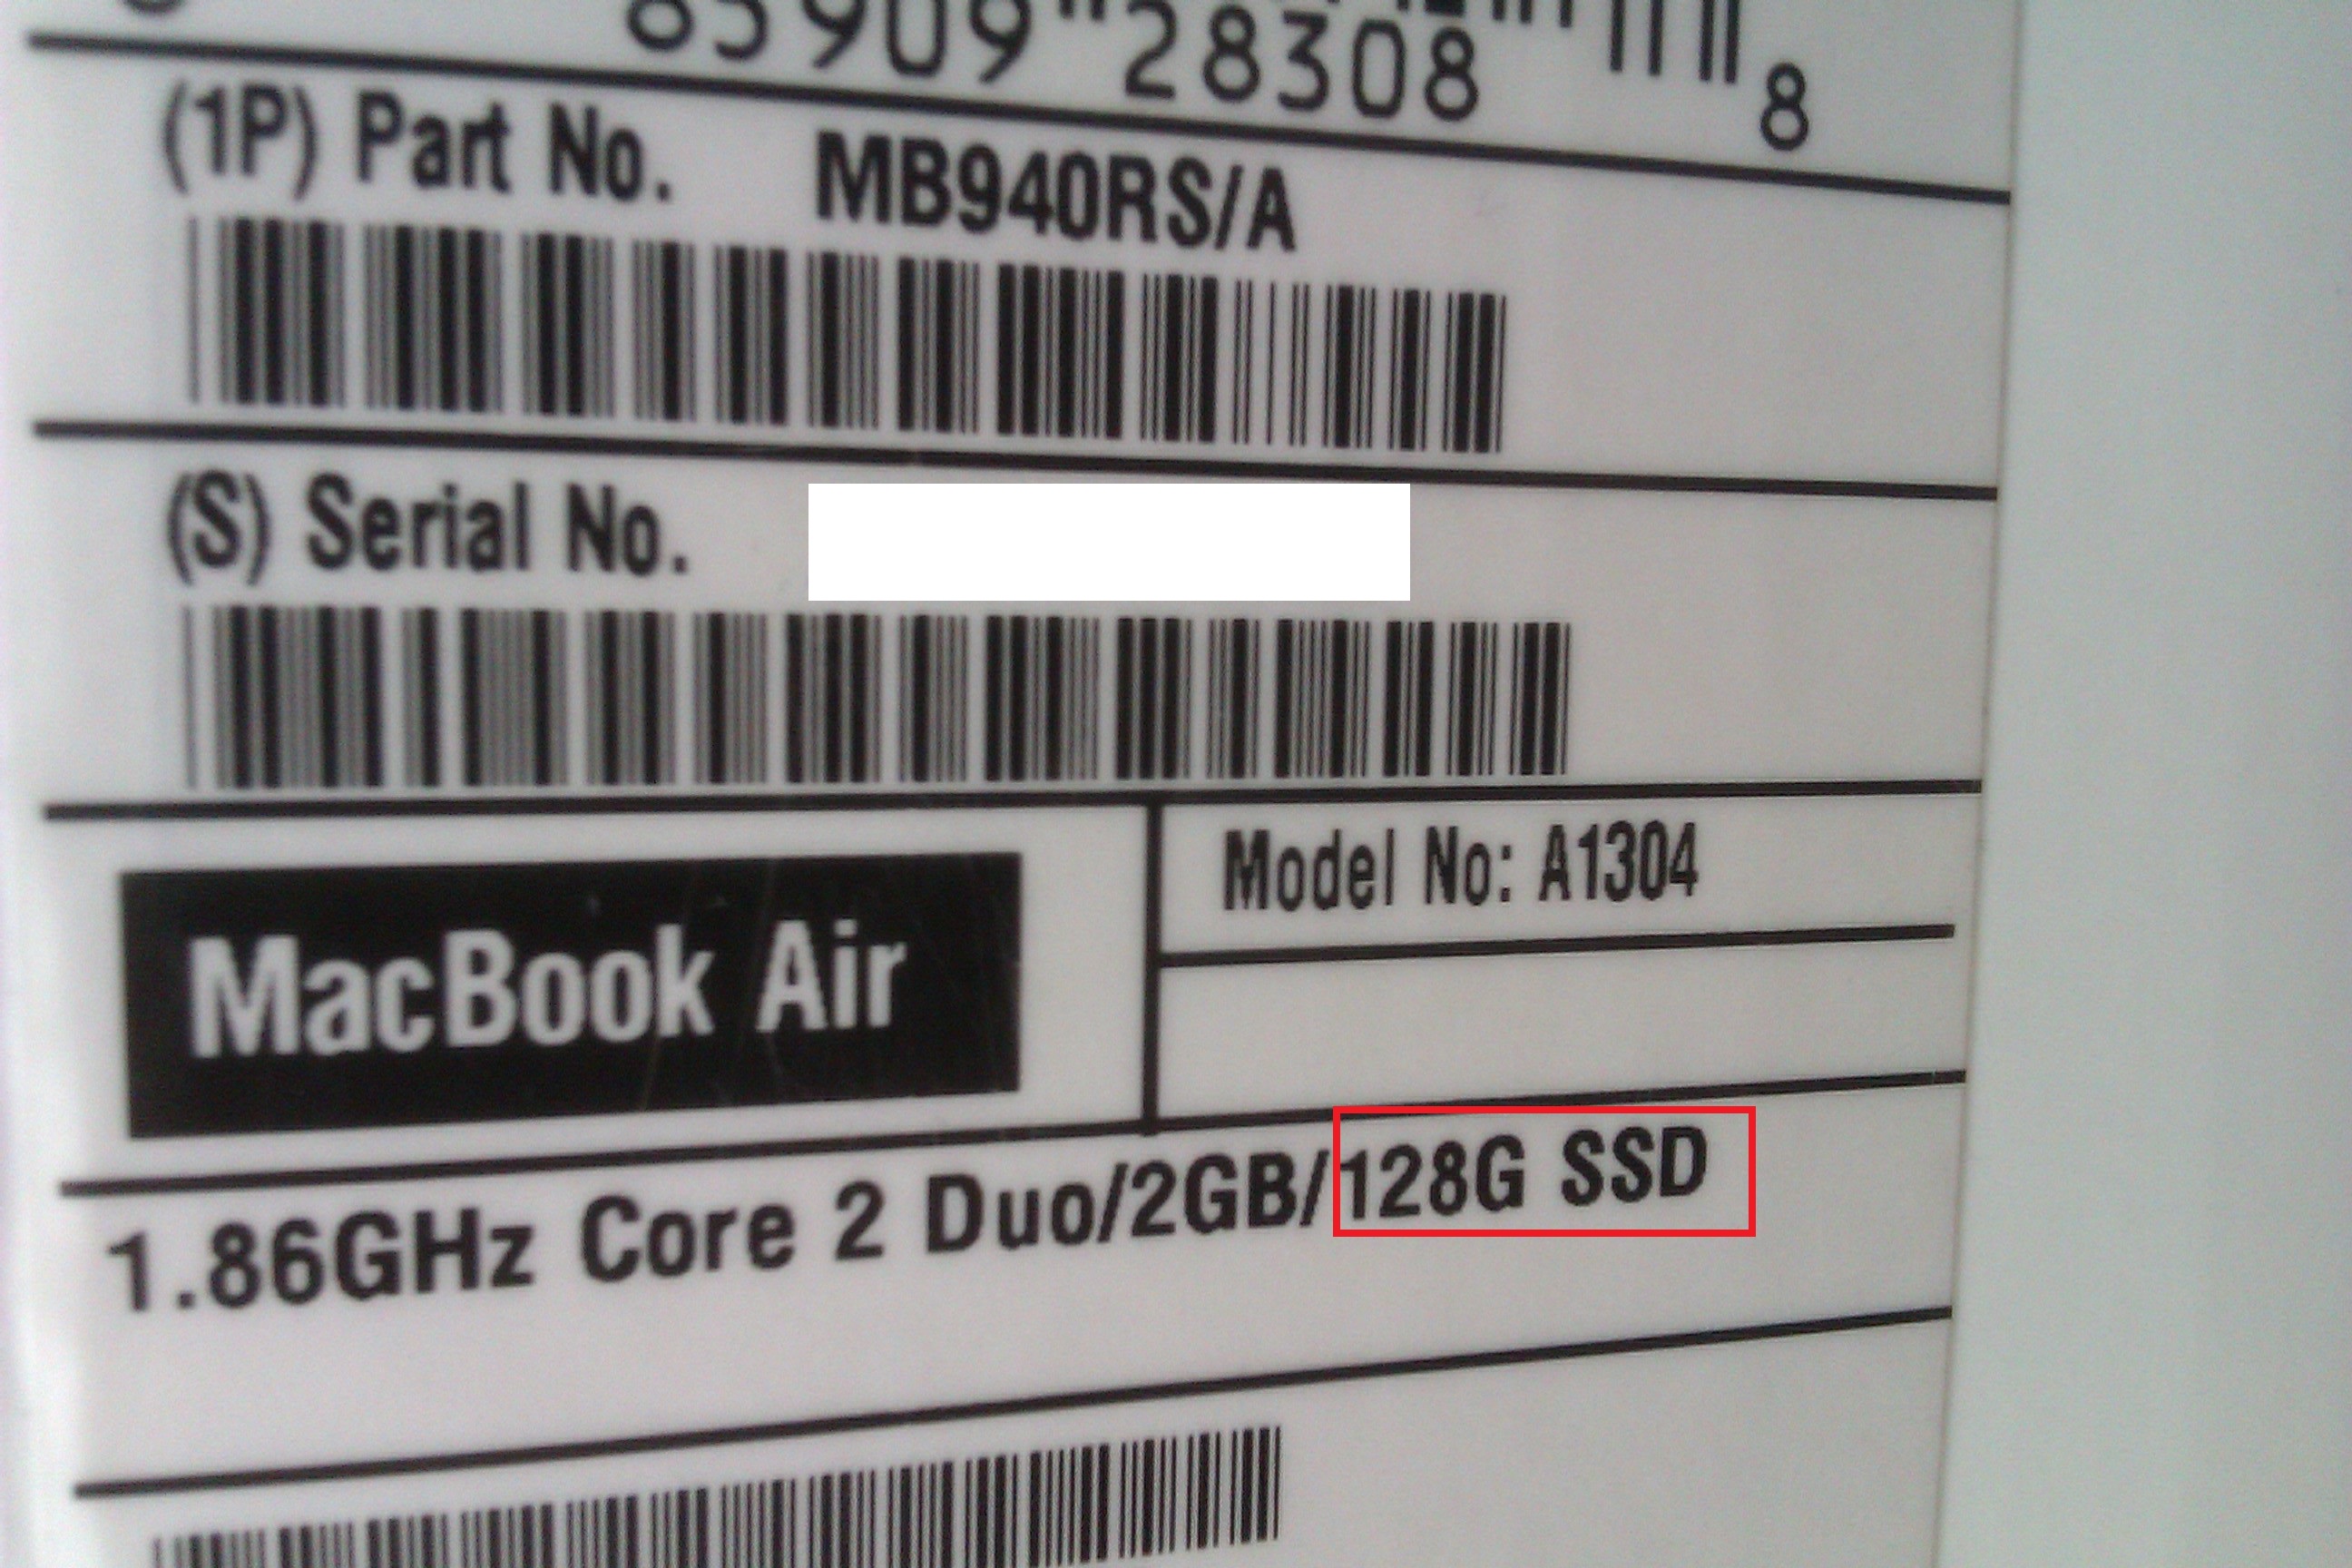 85909 28308 8
(1P) Part No. MB940RS/A
(S) Serial No.
MacBook Air
Model No: A1304
1.86GHz Core 2 Duo/2GB/128G SSD